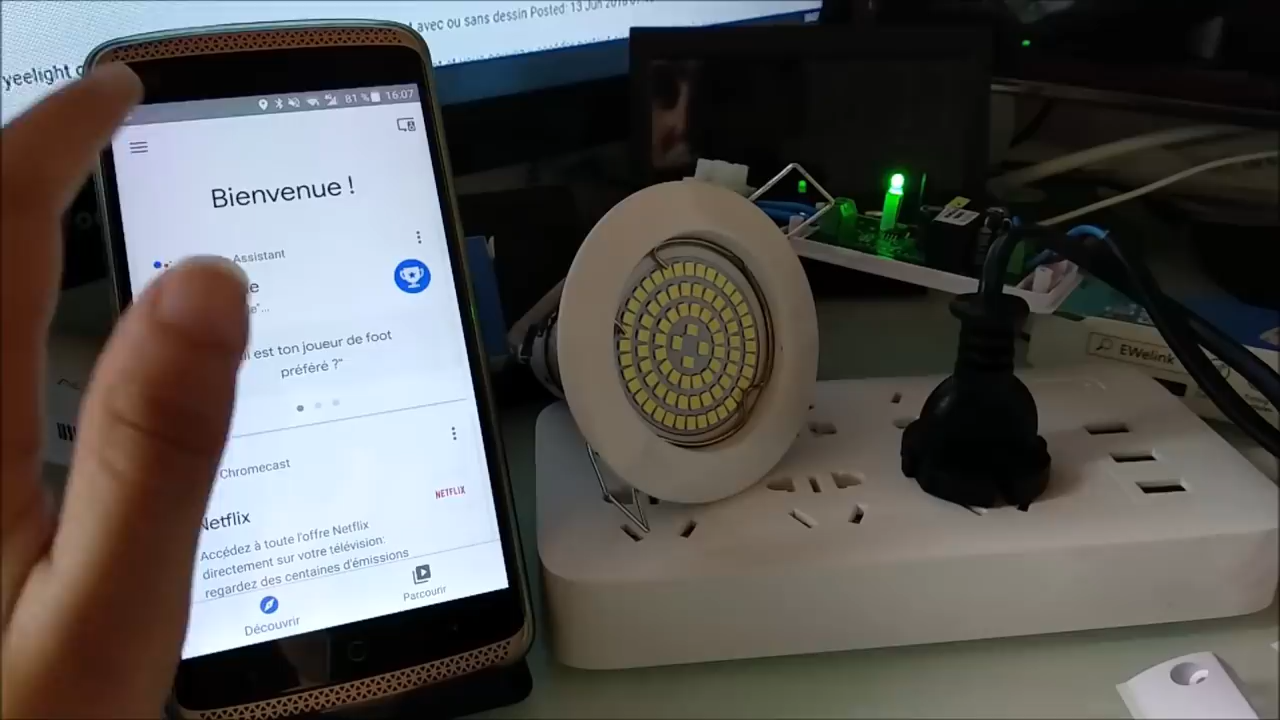 avec ou sans dessin Posted: 13 Jun 2018
yeelight
81 % 16:07
Bienvenue !
Assistant
est ton joueur de foot
préféré ?"
Chromecast
NETFLIX
Netflix
Accédez à toute l'offre Netflix
directement sur votre télévision:
regardez des centaines d'émissions
Découvrir
Parcourir
EWelink